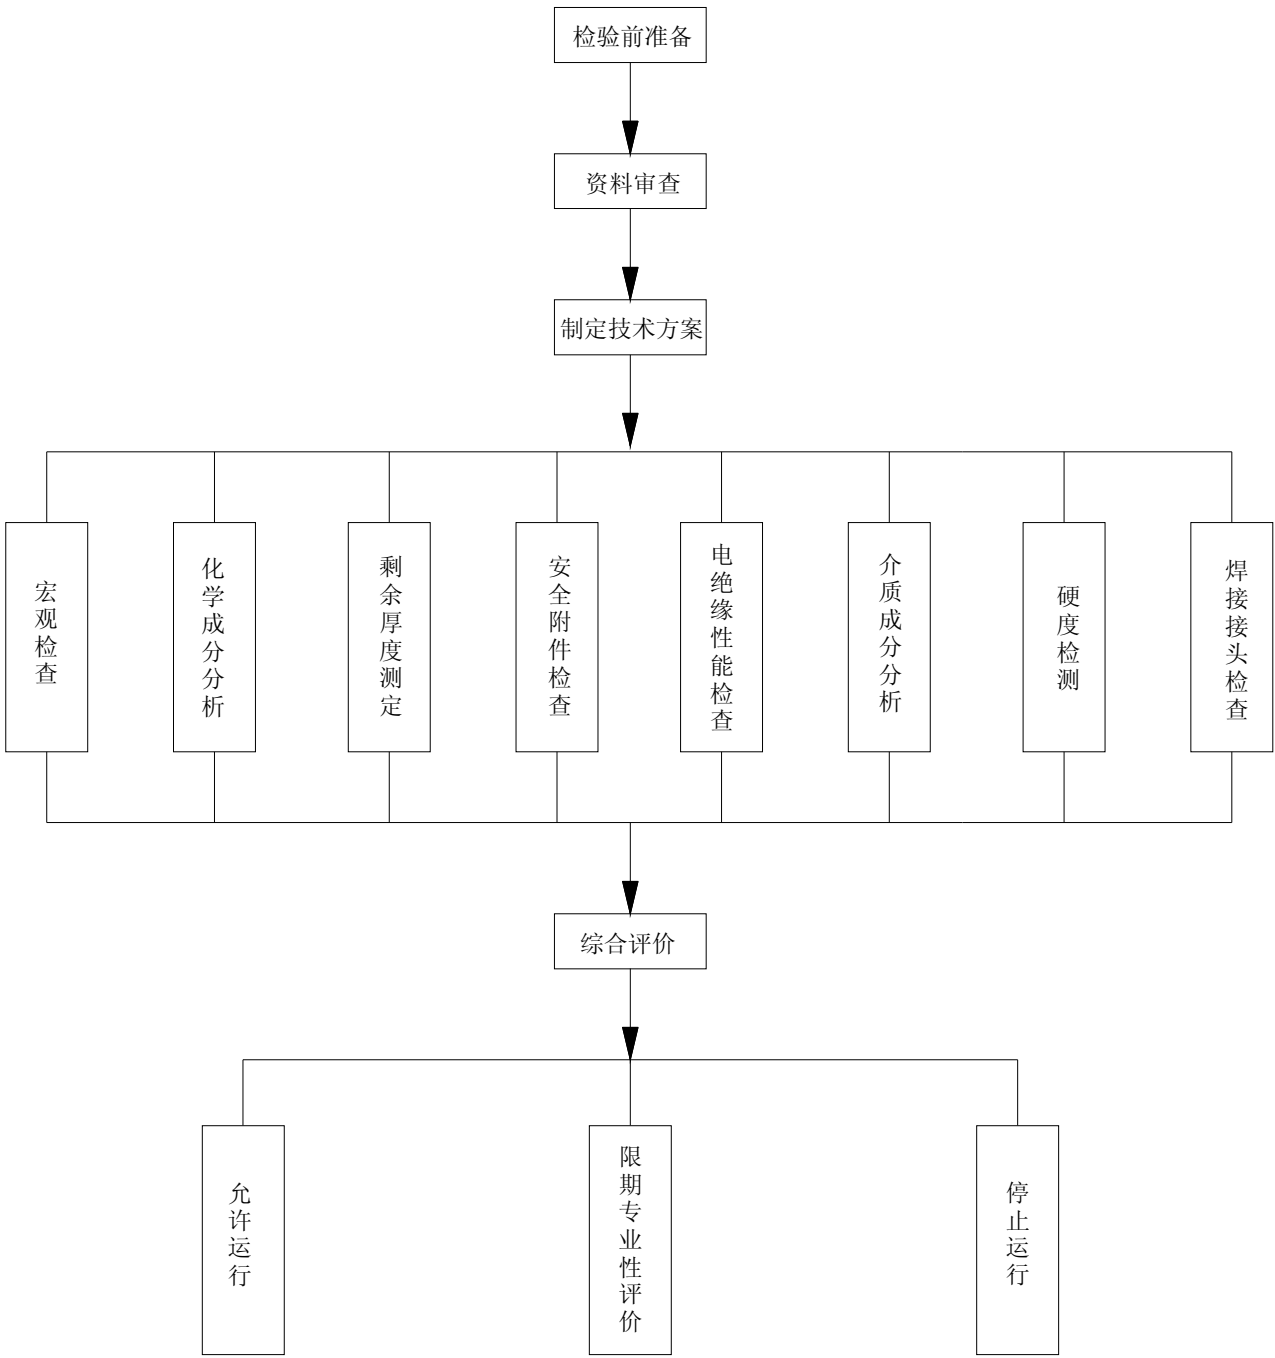 检验前准备
资料审查
制定技术方案
宏观检查
化学成分分析
剩余厚度测定
安全附件检查
电绝缘性能检查
介质成分分析
硬度检测
焊接接头检查
综合评价
允许运行
限期专业性评价
停止运行